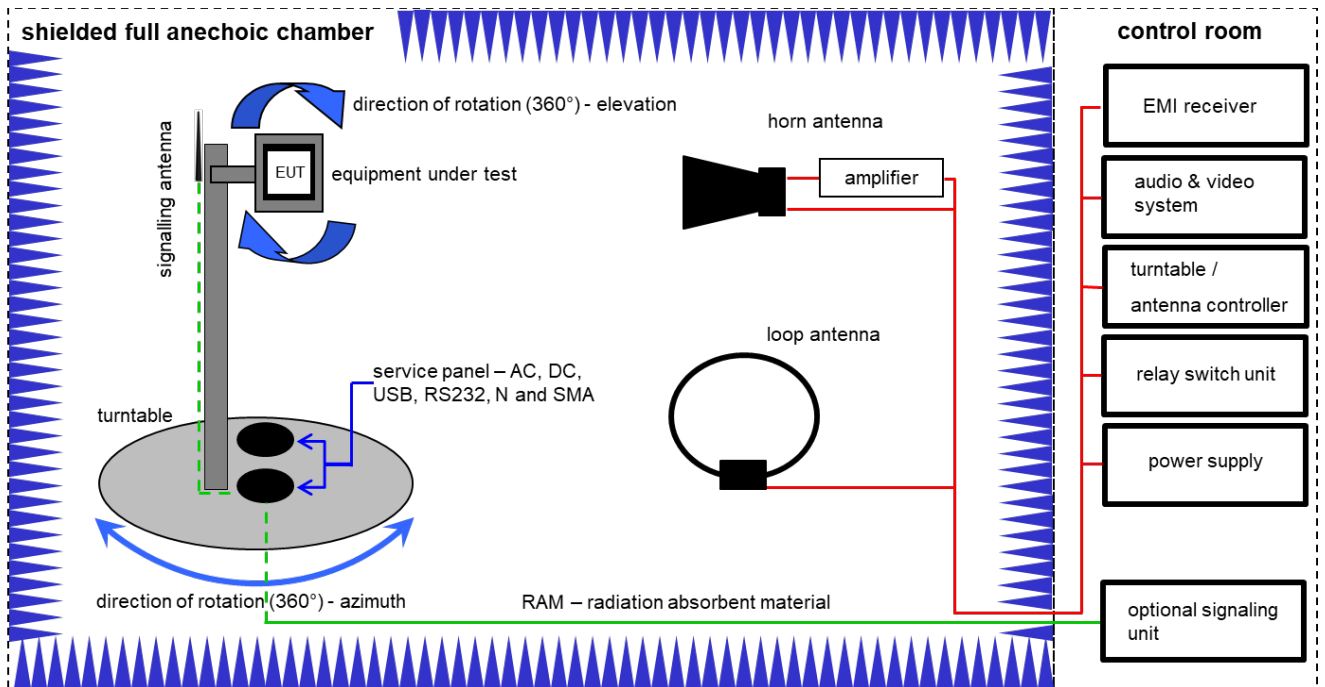 shielded full anechoic chamber
control room
direction of rotation (360°) - elevation
signalling antenna
EUT
equipment under test
horn antenna
amplifier
loop antenna
service panel – AC, DC,
USB, RS232, N and SMA
turntable
direction of rotation (360°) - azimuth
RAM – radiation absorbent material
EMI receiver
audio & video
system
turntable /
antenna controller
relay switch unit
power supply
optional signaling
unit